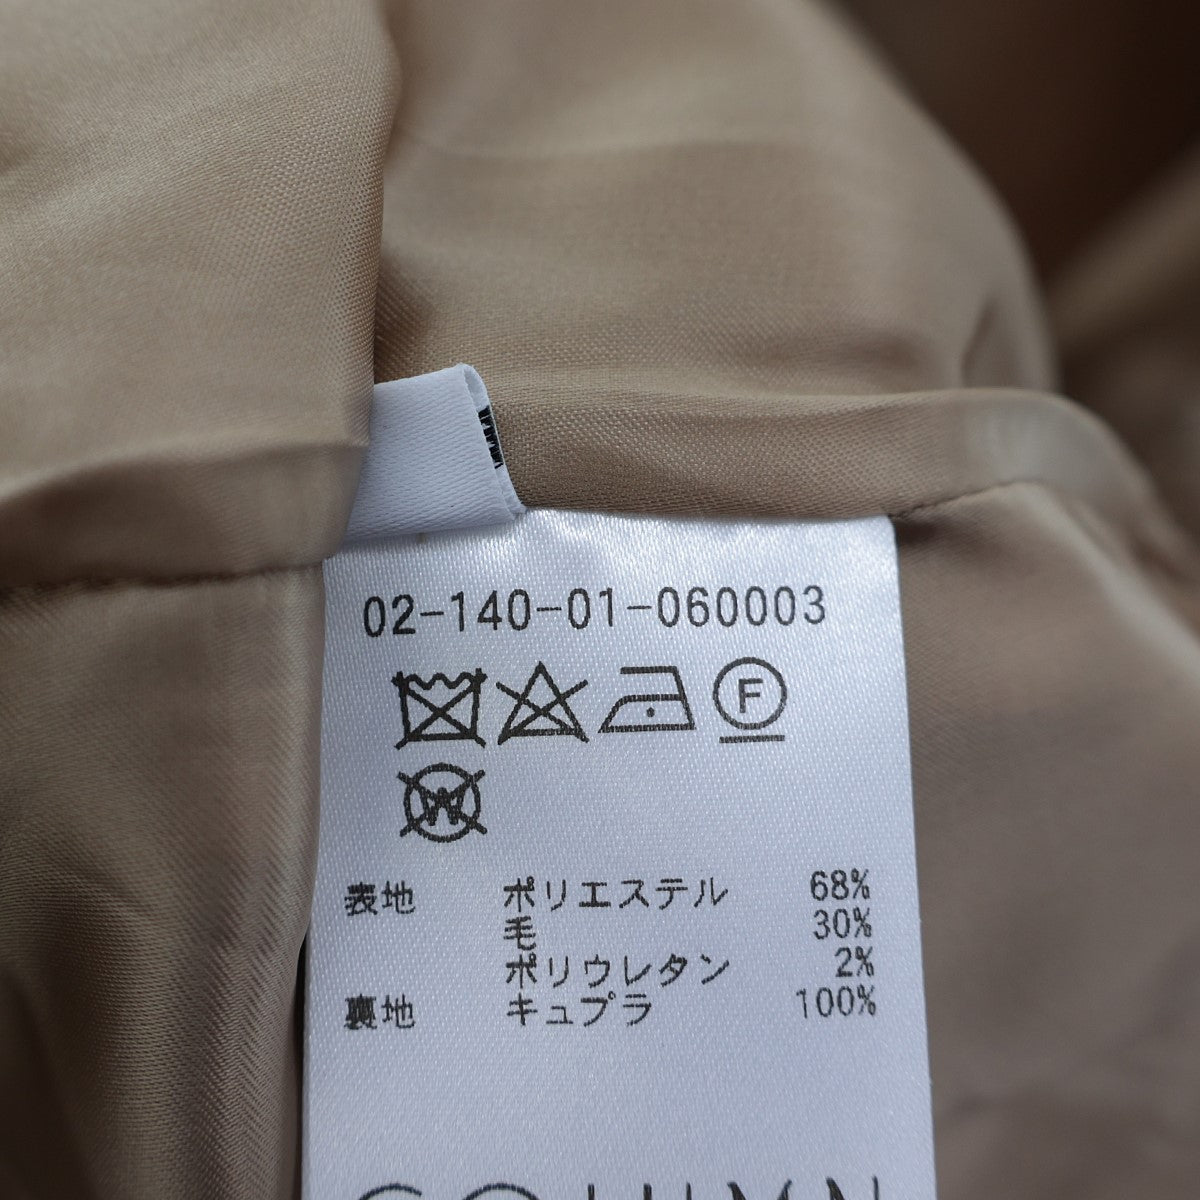 02-140-01-060003
F
W
表地 ポリエステル 68%
毛 30%
ポリウレタン 2%
裏地 キュプラ 100%